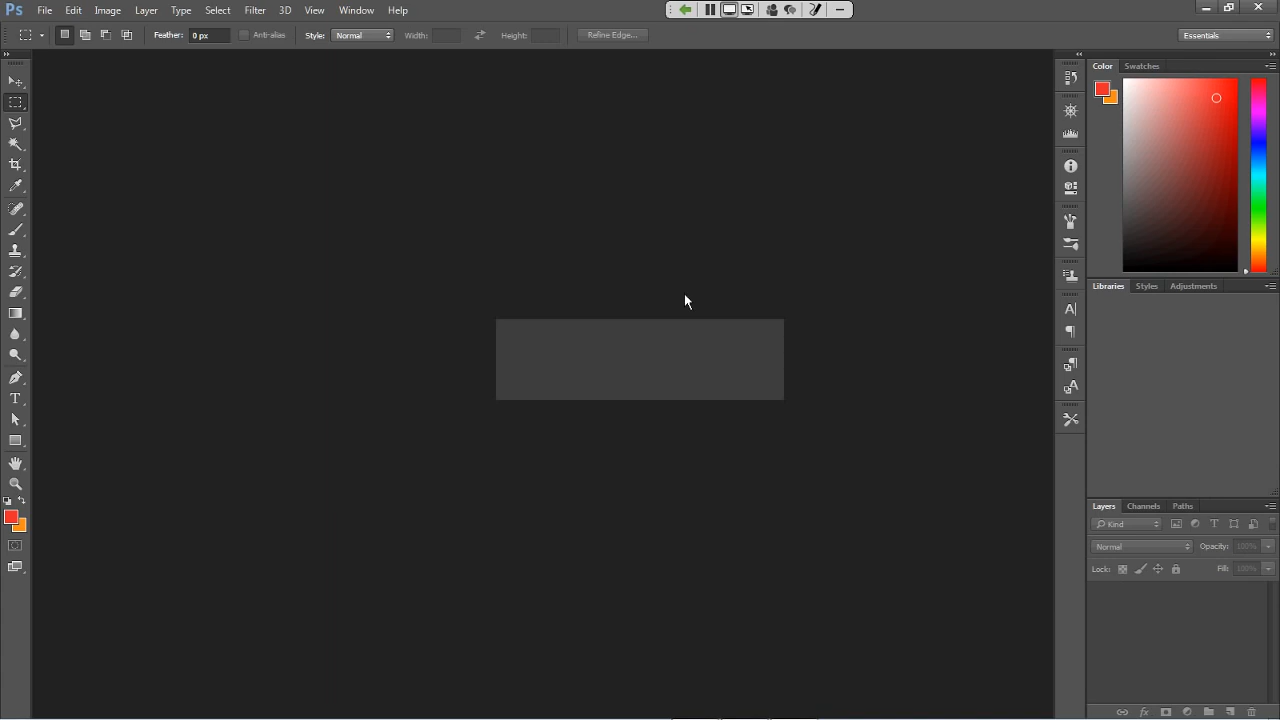 Ps File Edit Image Layer Type Select Filter 3D View Window Help
Feather: 0 px Anti-alias Style: Normal Width: Height: Refine Edge... Essentials
Color Swatches
Libraries Styles Adjustments
Layers Channels Paths
Kind
Normal Opacity: 100%
Lock: Fill: 100%